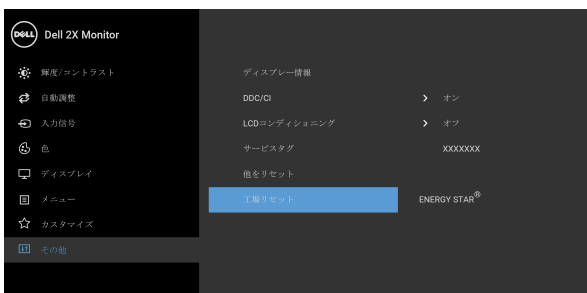 DELL Dell 2X Monitor
輝度/コントラスト
自動調整
入力信号
色
ディスプレイ
メニュー
カスタマイズ
その他
ディスプレー情報
DDC/CI オン
LCDコンディショニング オフ
サービスタグ XXXXXXX
他をリセット
工場リセット ENERGY STAR®